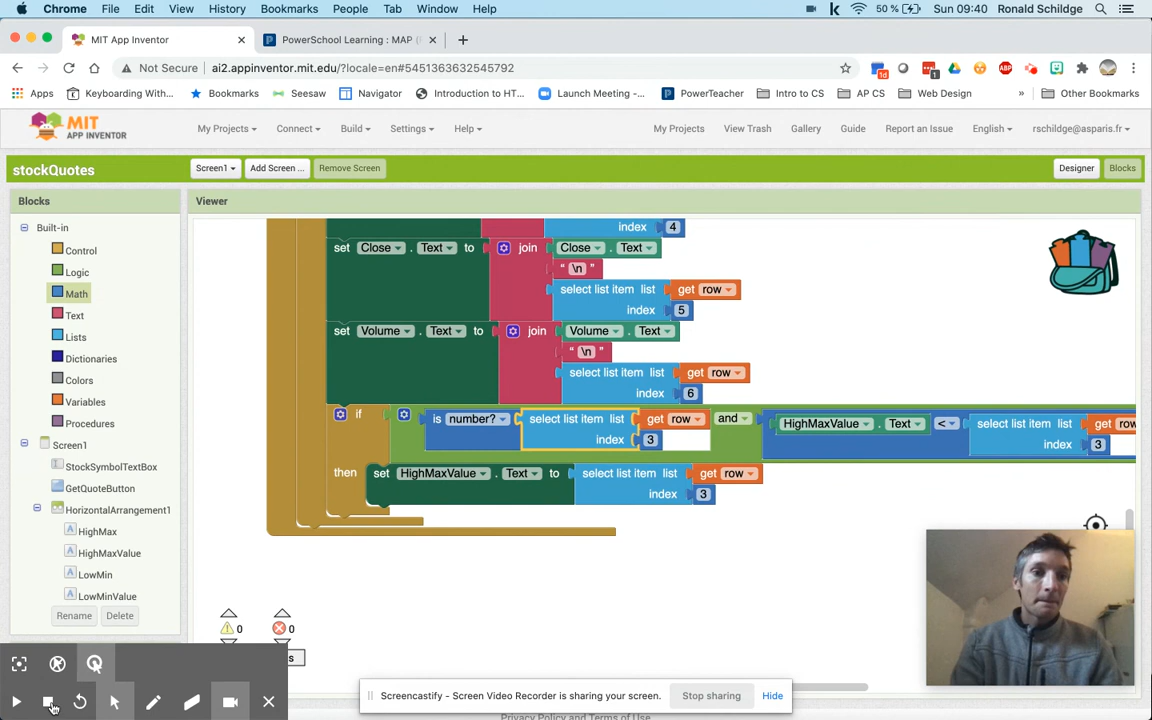 Chrome File Edit View History Bookmarks People Tab Window Help 50 % Sun 09:40 Ronald Schildge
MIT App Inventor PowerSchool Learning : MAP
Not Secure ai2.appinventor.mit.edu/?locale=en#5451363632545792
Apps Keyboarding With... Bookmarks Seesaw Navigator Introduction to HT... Launch Meeting -... PowerTeacher Intro to CS AP CS Web Design » Other Bookmarks
MIT
APP INVENTOR
My Projects Connect Build Settings Help My Projects View Trash Gallery Guide Report an Issue English rschildge@asparis.fr
stockQuotes Screen1 Add Screen ... Remove Screen Designer Blocks
Blocks Viewer
Built-in
Control
Logic
Math
Text
Lists
Dictionaries
Colors
Variables
Procedures
Screen1
StockSymbolTextBox
GetQuoteButton
HorizontalArrangement1
HighMax
HighMaxValue
LowMin
LowMinValue
Rename Delete
index 4
set Close . Text to join Close . Text
" \n "
select list item list get row
index 5
set Volume . Text to join Volume . Text
" \n "
select list item list get row
index 6
if is number? select list item list get row and HighMaxValue . Text < select list item list get row
index 3 index 3
then set HighMaxValue . Text to select list item list get row
index 3
0 0
Screencastify - Screen Video Recorder is sharing your screen. Stop sharing Hide
Privacy Policy and Terms of Use